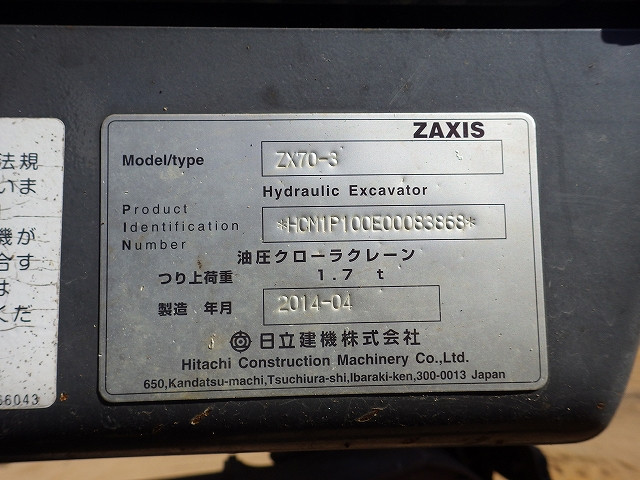 ZAXIS
Model/type ZX70-3
Hydraulic Excavator
Product
Identification *HCM1P100E00083868*
Number
油圧クローラクレーン
つり上荷重 1.7 t
製造 年月 2014-04
日立建機株式会社
Hitachi Construction Machinery Co.,Ltd.
650,Kandatsu-machi,Tsuchiura-shi,Ibaraki-ken,300-0013 Japan
法規
いま
機が
合す
は
くだ
66043